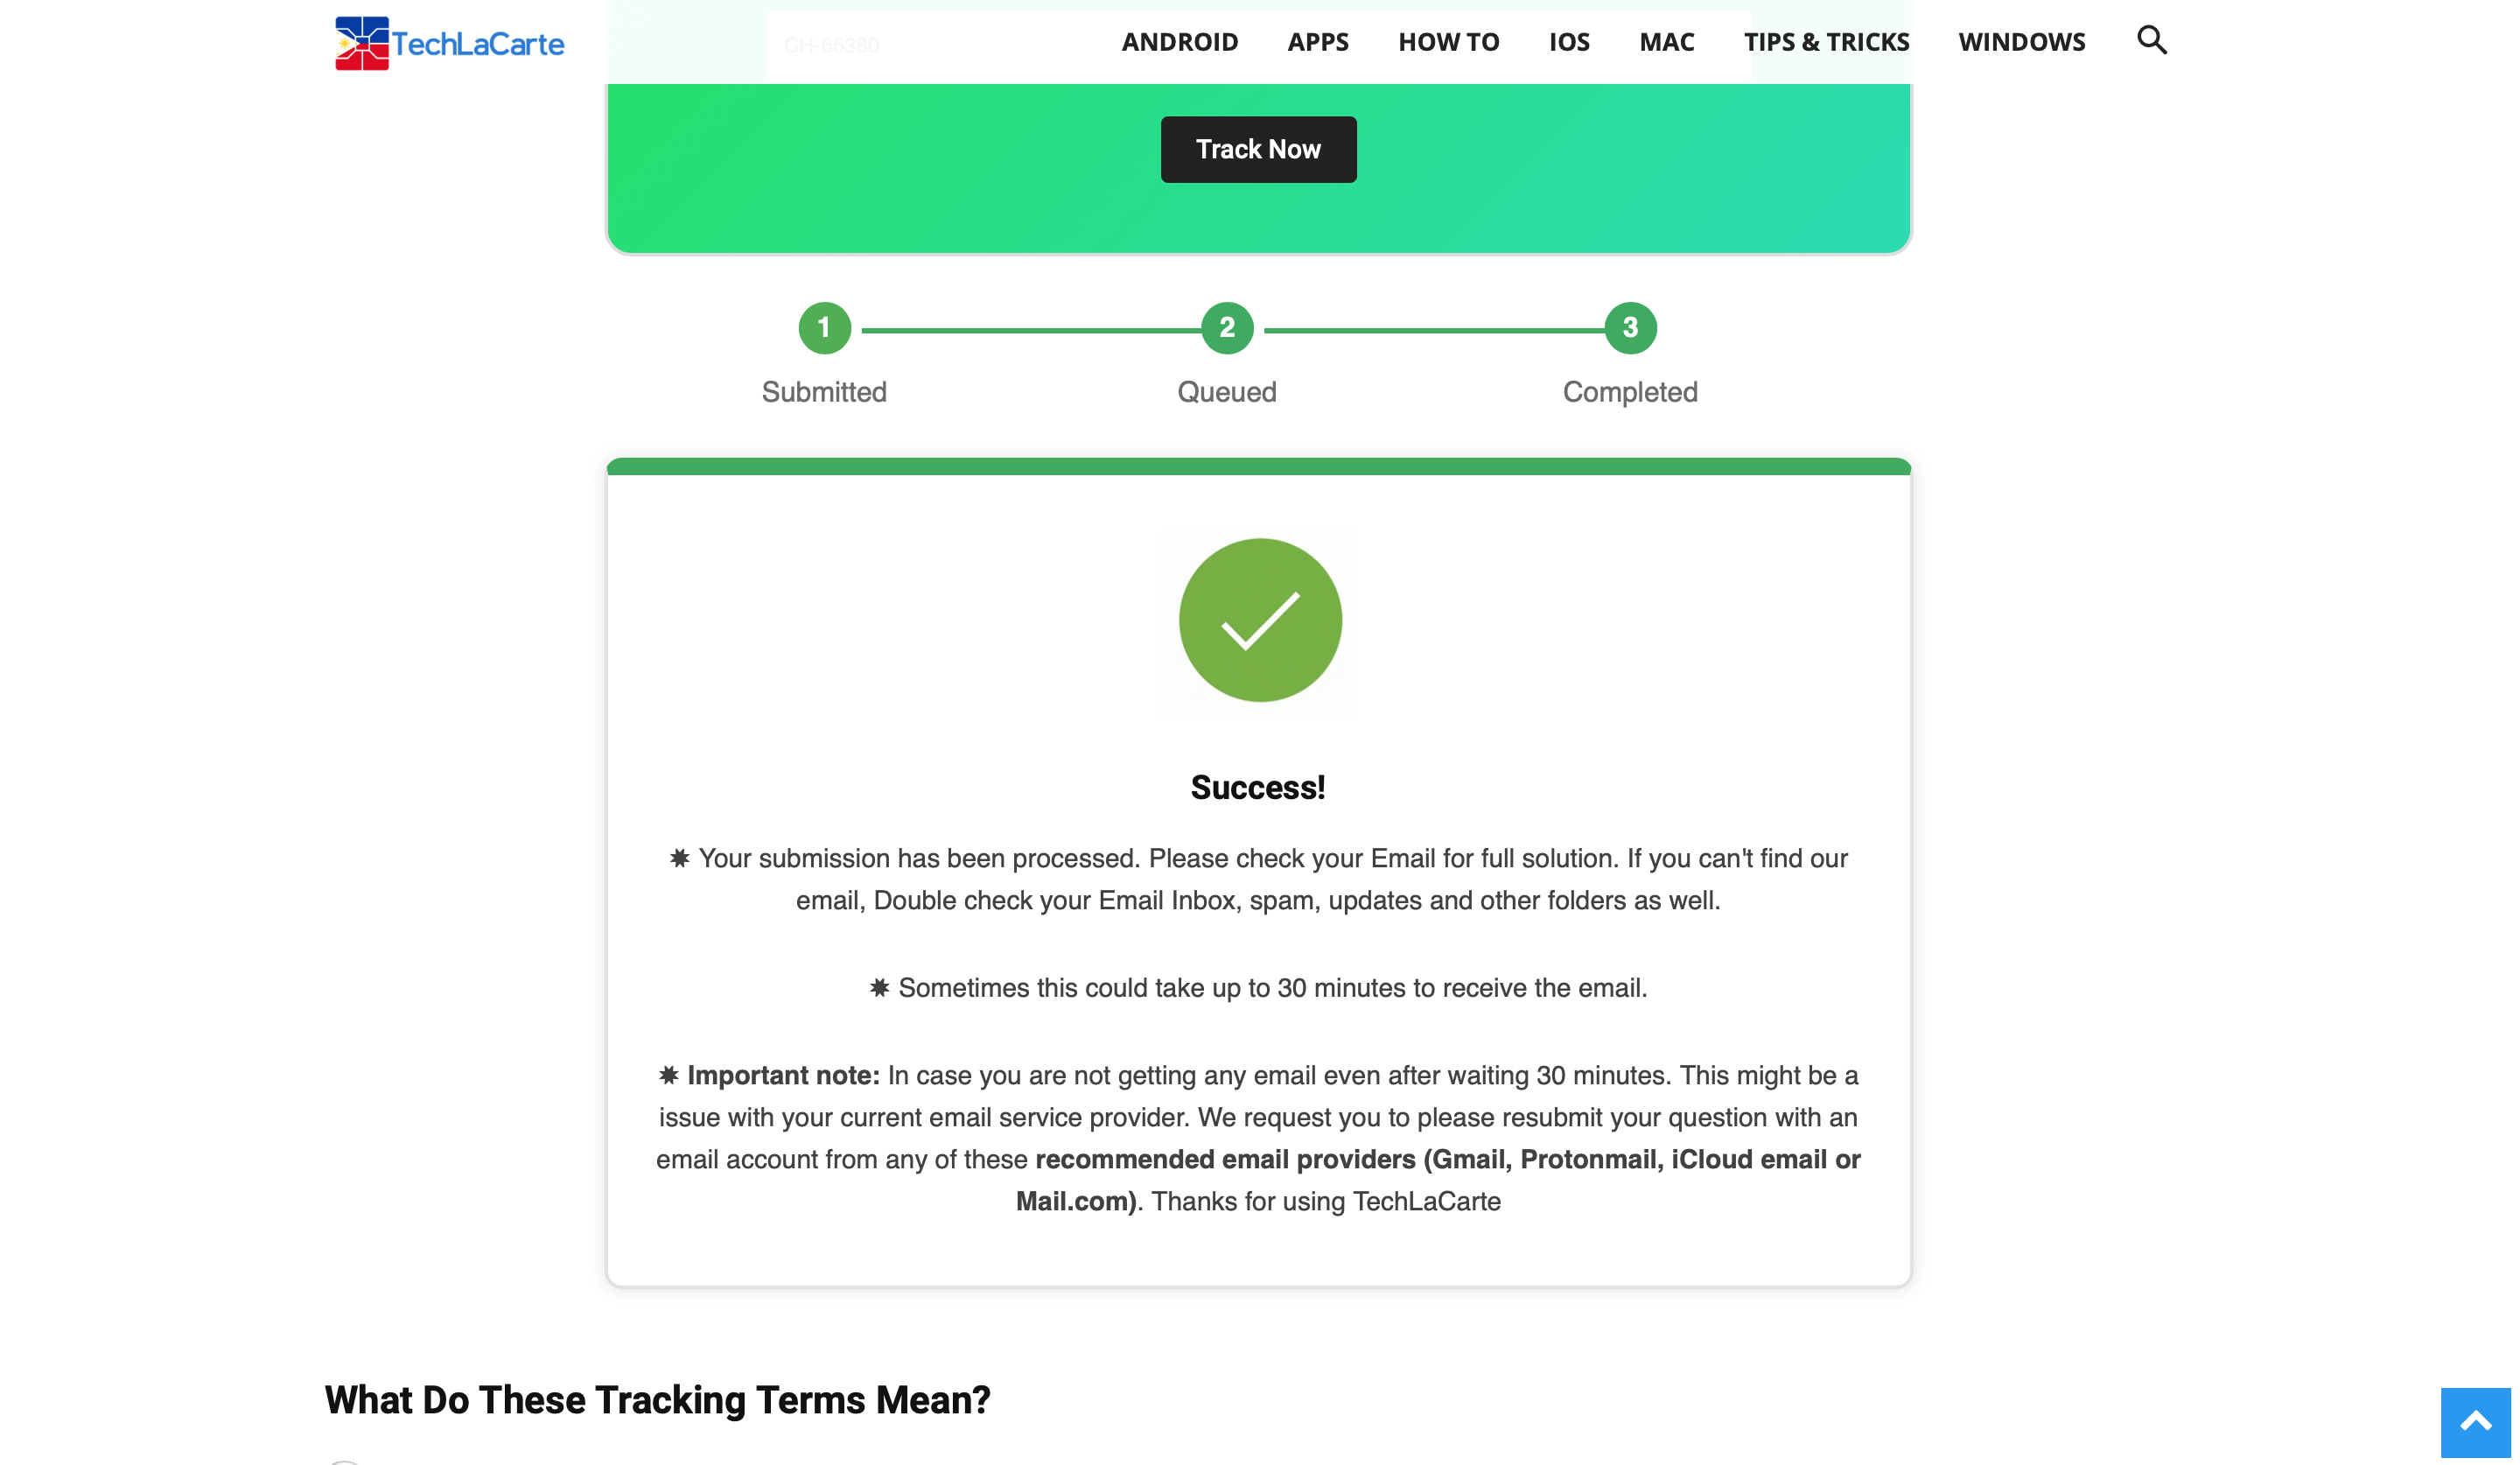 TechLaCarte
CH-66380
ANDROID APPS HOW TO IOS MAC TIPS & TRICKS WINDOWS
Track Now
1 2 3
Submitted Queued Completed
Success!
✸ Your submission has been processed. Please check your Email for full solution. If you can't find our
email, Double check your Email Inbox, spam, updates and other folders as well.
✸ Sometimes this could take up to 30 minutes to receive the email.
✸ Important note: In case you are not getting any email even after waiting 30 minutes. This might be a
issue with your current email service provider. We request you to please resubmit your question with an
email account from any of these recommended email providers (Gmail, Protonmail, iCloud email or
Mail.com). Thanks for using TechLaCarte
What Do These Tracking Terms Mean?